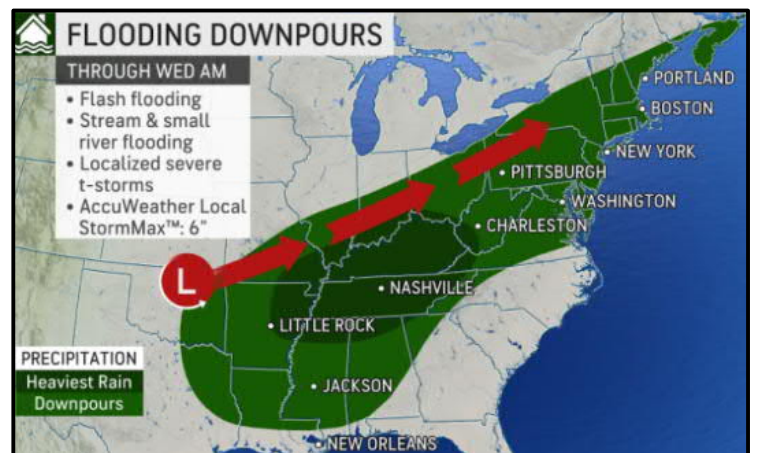 FLOODING DOWNPOURS
THROUGH WED AM
• Flash flooding
• Stream & small
river flooding
• Localized severe
t-storms
• AccuWeather Local
StormMax™: 6"
PORTLAND
BOSTON
NEW YORK
PITTSBURGH
WASHINGTON
CHARLESTON
L
NASHVILLE
LITTLE ROCK
PRECIPITATION
Heaviest Rain
Downpours
JACKSON
NEW ORLEANS